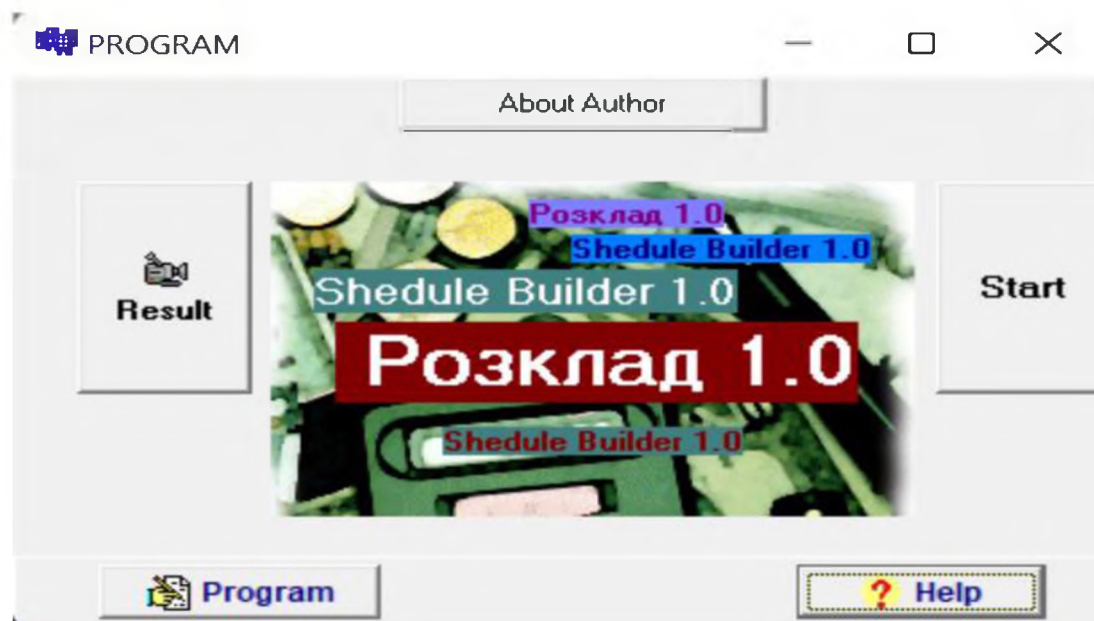 PROGRAM
About Author
Result
Розклад 1.0
Shedule Builder 1.0
Shedule Builder 1.0
Розклад 1.0
Shedule Builder 1.0
Start
Program
? Help